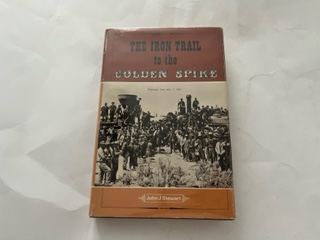 THE IRON TRAIL
to the
GOLDEN SPIKE
John J Stewart